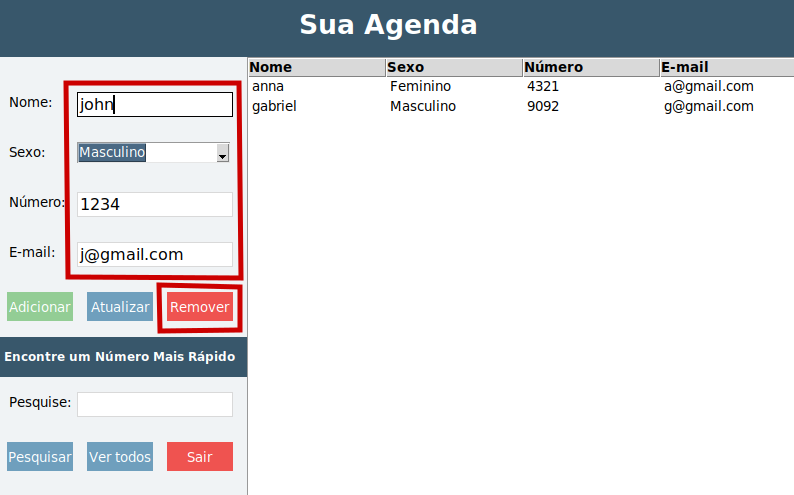 Sua Agenda
Nome: john
Sexo: Masculino
Número: 1234
E-mail: j@gmail.com
Adicionar Atualizar Remover
Encontre um Número Mais Rápido
Pesquise:
Pesquisar Ver todos Sair
Nome Sexo Número E-mail
anna Feminino 4321 a@gmail.com
gabriel Masculino 9092 g@gmail.com